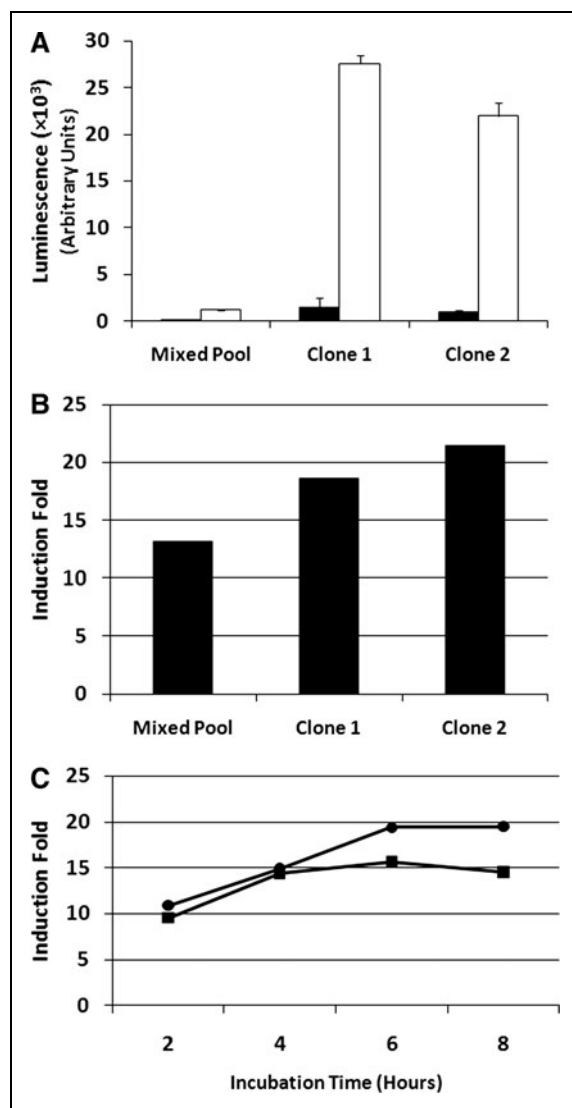 A
Luminescence (×10³)
(Arbitrary Units)
30
25
20
15
10
5
0
Mixed Pool Clone 1 Clone 2
B
Induction Fold
25
20
15
10
5
0
Mixed Pool Clone 1 Clone 2
C
Induction Fold
25
20
15
10
5
0
2 4 6 8
Incubation Time (Hours)